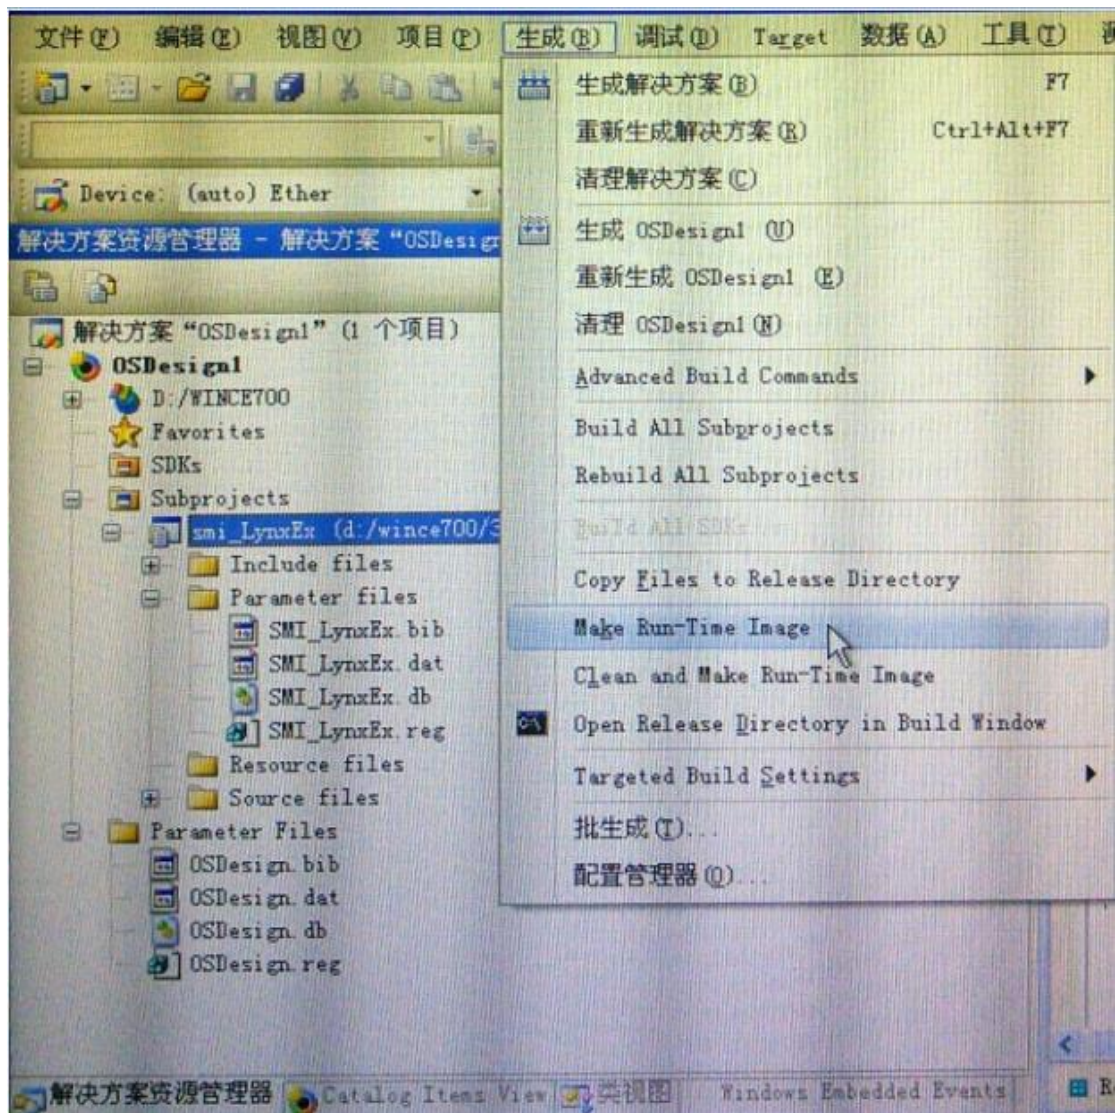 文件(F) 编辑(E) 视图(V) 项目(P) 生成(B) 调试(D) Target 数据(A) 工具(T)
Device: (auto) Ether
解决方案资源管理器 - 解决方案 “OSDesign
解决方案 “OSDesign1” (1 个项目)
OSDesign1
D:/WINCE700
Favorites
SDKs
Subprojects
smi_LynxEx (d:/wince700/3
Include files
Parameter files
SMI_LynxEx.bib
SMI_LynxEx.dat
SMI_LynxEx.db
SMI_LynxEx.reg
Resource files
Source files
Parameter Files
OSDesign.bib
OSDesign.dat
OSDesign.db
OSDesign.reg
生成解决方案(B) F7
重新生成解决方案(R) Ctrl+Alt+F7
清理解决方案(C)
生成 OSDesign1 (U)
重新生成 OSDesign1 (E)
清理 OSDesign1(N)
Advanced Build Commands
Build All Subprojects
Rebuild All Subprojects
Build All SDKs
Copy Files to Release Directory
Make Run-Time Image
Clean and Make Run-Time Image
C:\ Open Release Directory in Build Window
Targeted Build Settings
批生成(T)...
配置管理器(O)...
解决方案资源管理器 Catalog Items View 类视图 Windows Embedded Events